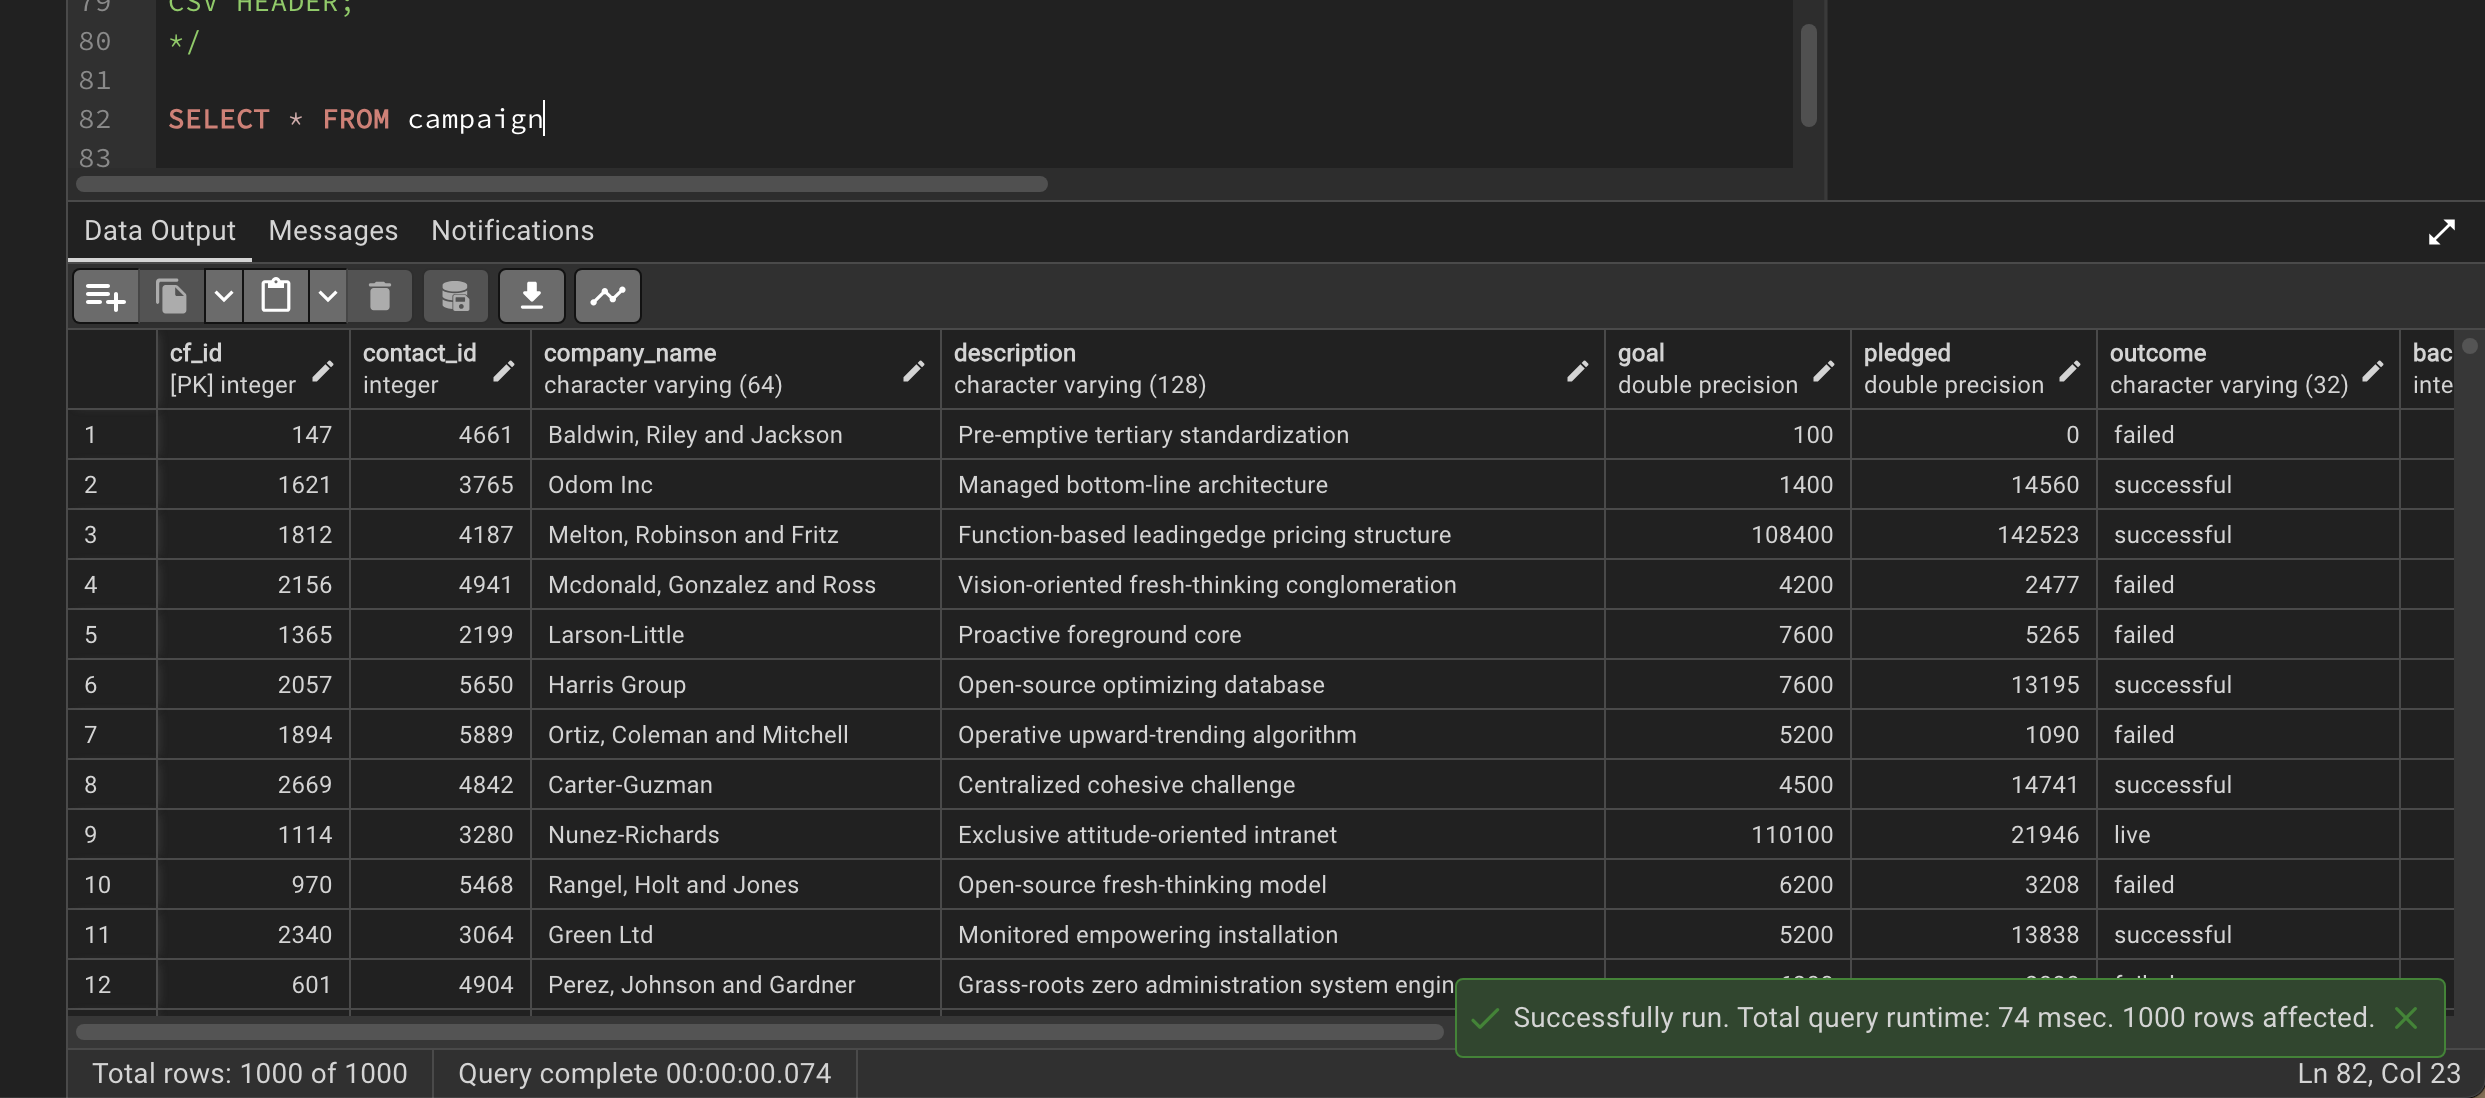 79 CSV HEADER;
80 */
81
82 SELECT * FROM campaign
83
Data Output Messages Notifications
cf_id contact_id company_name description goal pledged outcome bac
[PK] integer integer character varying (64) character varying (128) double precision double precision character varying (32) inte
1 147 4661 Baldwin, Riley and Jackson Pre-emptive tertiary standardization 100 0 failed
2 1621 3765 Odom Inc Managed bottom-line architecture 1400 14560 successful
3 1812 4187 Melton, Robinson and Fritz Function-based leadingedge pricing structure 108400 142523 successful
4 2156 4941 Mcdonald, Gonzalez and Ross Vision-oriented fresh-thinking conglomeration 4200 2477 failed
5 1365 2199 Larson-Little Proactive foreground core 7600 5265 failed
6 2057 5650 Harris Group Open-source optimizing database 7600 13195 successful
7 1894 5889 Ortiz, Coleman and Mitchell Operative upward-trending algorithm 5200 1090 failed
8 2669 4842 Carter-Guzman Centralized cohesive challenge 4500 14741 successful
9 1114 3280 Nunez-Richards Exclusive attitude-oriented intranet 110100 21946 live
10 970 5468 Rangel, Holt and Jones Open-source fresh-thinking model 6200 3208 failed
11 2340 3064 Green Ltd Monitored empowering installation 5200 13838 successful
12 601 4904 Perez, Johnson and Gardner Grass-roots zero administration system engin
Successfully run. Total query runtime: 74 msec. 1000 rows affected.
Total rows: 1000 of 1000 Query complete 00:00:00.074 Ln 82, Col 23